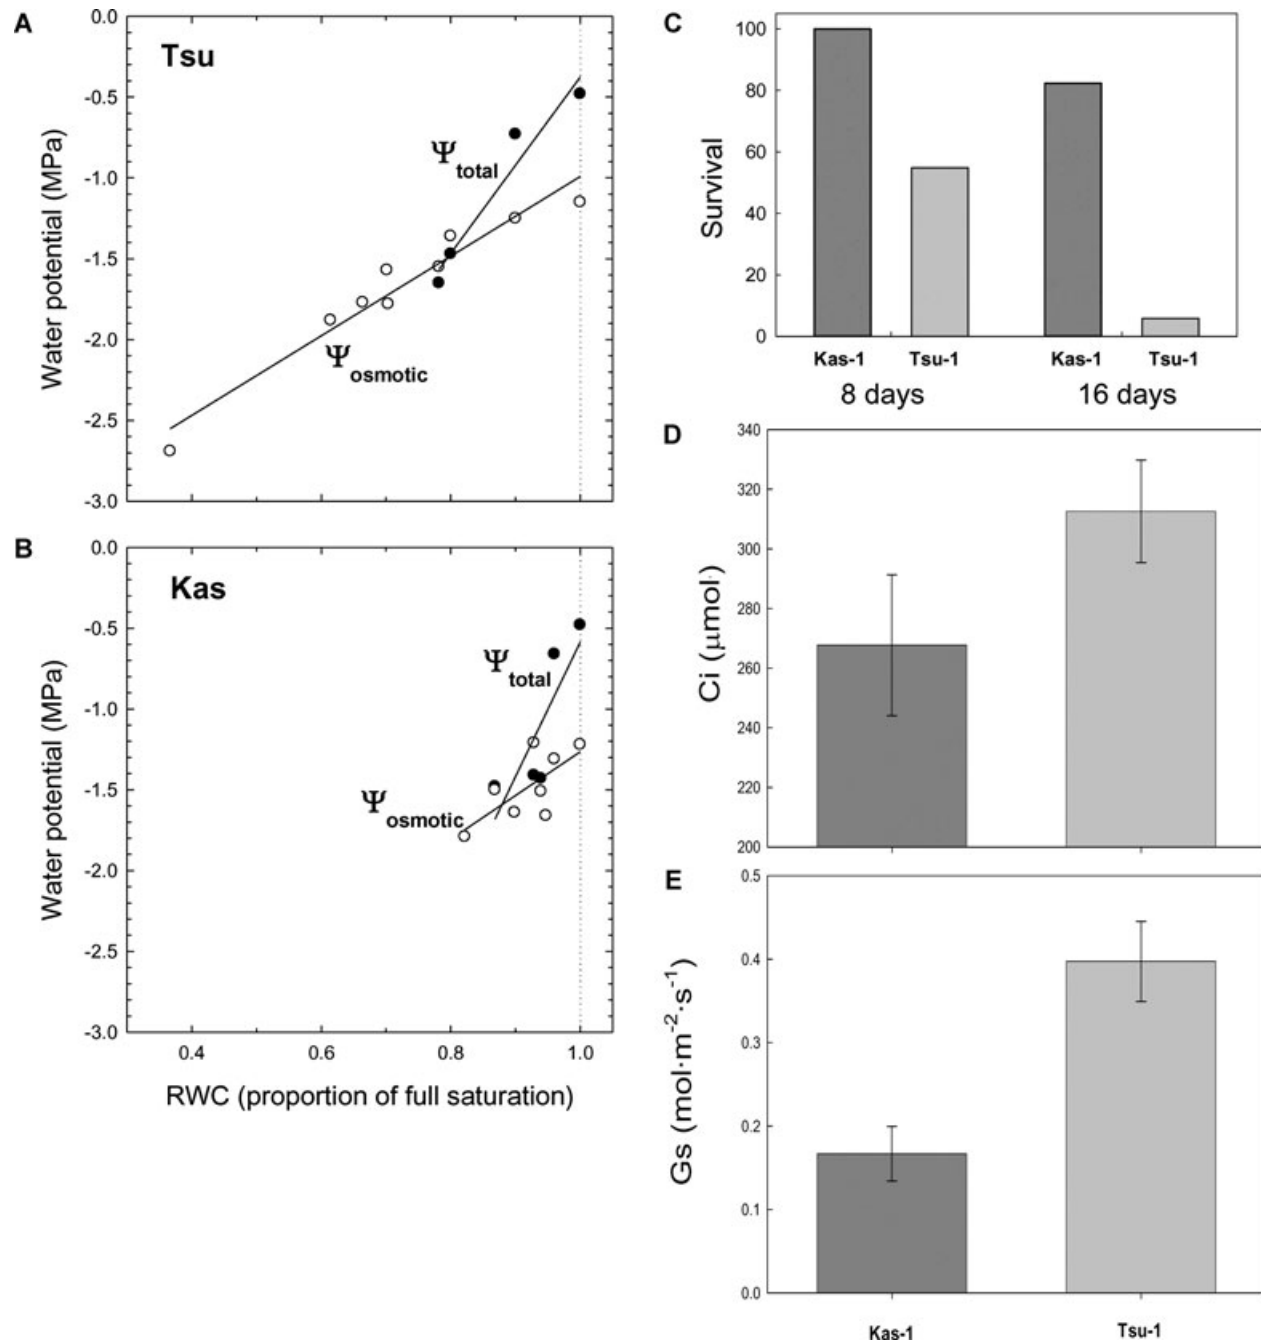 A
Tsu
0.0
-0.5
-1.0
-1.5
-2.0
-2.5
-3.0
Water potential (MPa)
Ψtotal
Ψosmotic
B
Kas
0.0
-0.5
-1.0
-1.5
-2.0
-2.5
-3.0
Water potential (MPa)
Ψtotal
Ψosmotic
0.4 0.6 0.8 1.0
RWC (proportion of full saturation)
C
100
80
60
40
20
0
Survival
Kas-1 Tsu-1 Kas-1 Tsu-1
8 days 16 days
D
340
320
300
280
260
240
220
200
Ci (μmol)
E
0.5
0.4
0.3
0.2
0.1
0.0
Gs (mol·m-2·s-1)
Kas-1 Tsu-1